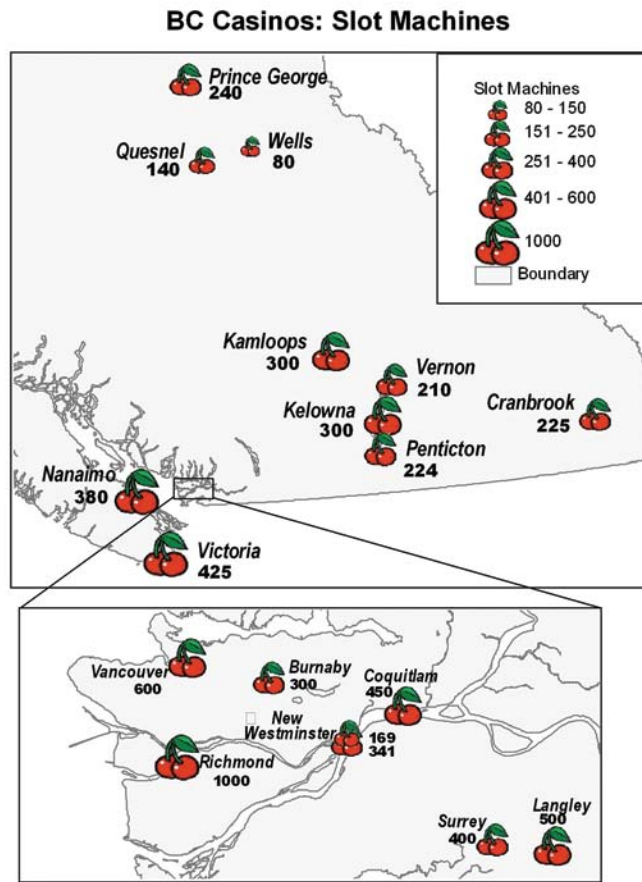 BC Casinos: Slot Machines
Slot Machines
80 - 150
151 - 250
251 - 400
401 - 600
1000
Boundary
Prince George
240
Quesnel
140
Wells
80
Kamloops
300
Vernon
210
Kelowna
300
Cranbrook
225
Penticton
224
Nanaimo
380
Victoria
425
Vancouver
600
Burnaby
300
Coquitlam
450
New
Westminster
169
341
Richmond
1000
Surrey
400
Langley
500